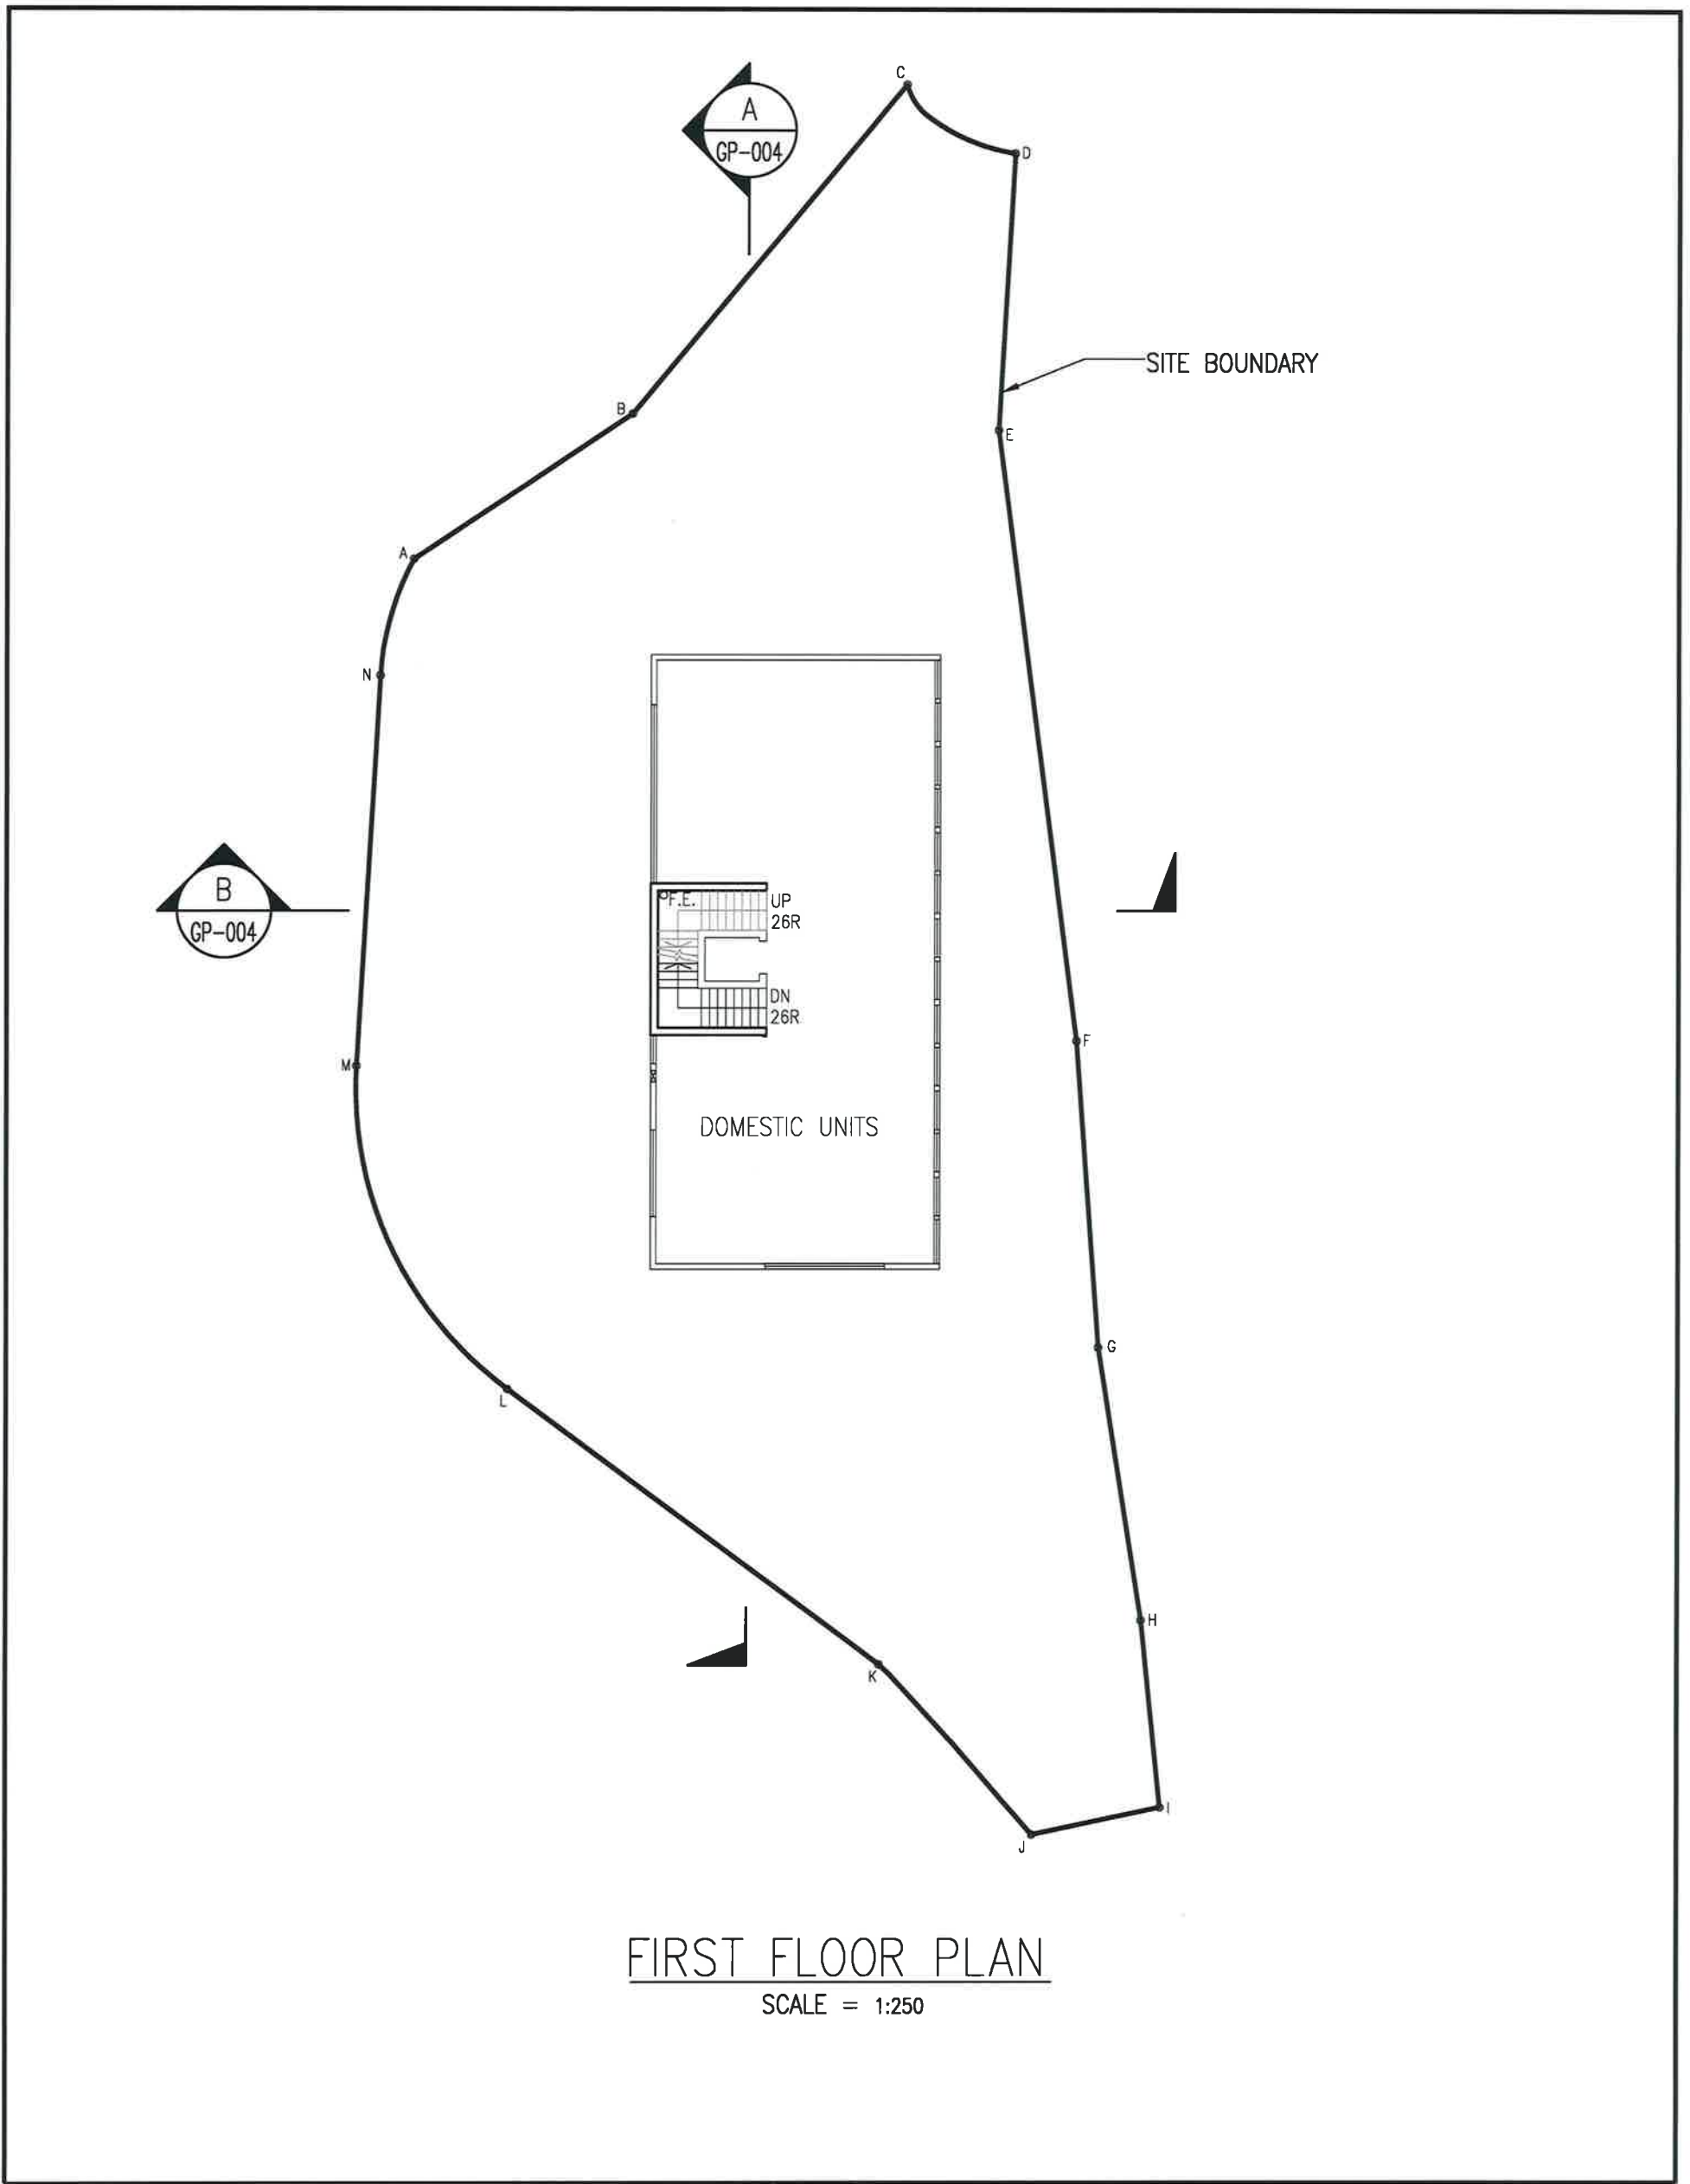 C
A
GP-004
D
SITE BOUNDARY
B
E
A
N
B
GP-004
F.E.
UP
26R
DN
26R
F
M
DOMESTIC UNITS
G
L
H
K
I
J
FIRST FLOOR PLAN
SCALE = 1:250